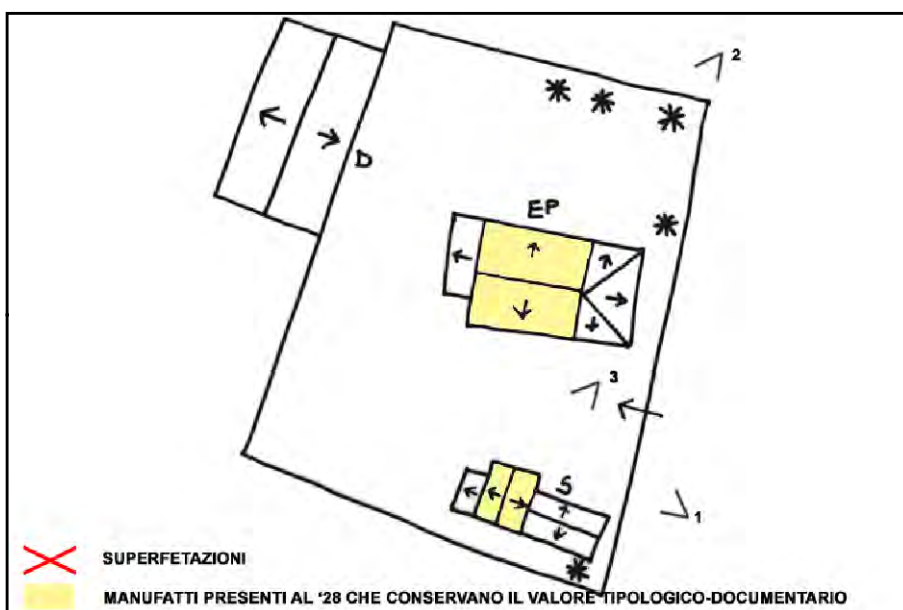 2
D
EP
3
S
1
SUPERFETAZIONI
MANUFATTI PRESENTI AL '28 CHE CONSERVANO IL VALORE TIPOLOGICO-DOCUMENTARIO